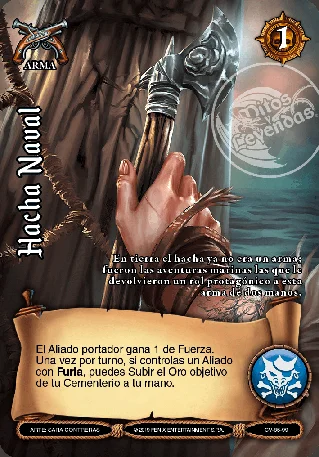 ARMA
1
Mitos y
Leyendas
Hacha Naval
En tierra el hacha ya no era un arma;
fueron las aventuras marinas las que le
devolvieron un rol protagónico a esta
arma de dos manos.
El Aliado portador gana 1 de Fuerza.
Una vez por turno, si controlas un Aliado
con Furia, puedes Subir el Oro objetivo
de tu Cementerio a tu mano.
ARTE: SARA CONTRERAS